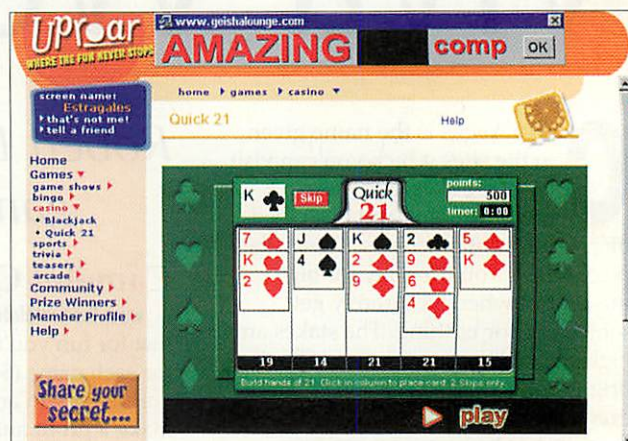 UPROAR
WHERE THE FUN NEVER STOPS
www.geishalounge.com
AMAZING comp OK
screen name:
Estragales
that's not me!
tell a friend
home games casino
Quick 21 Help
Home
Games
game shows
bingo
casino
• Blackjack
• Quick 21
sports
trivia
teasers
arcade
Community
Prize Winners
Member Profile
Help
Share your
secret...
K Skip Quick 21
points:
500
timer: 0:00
7 J K 2 5
K 4 2 9 K
2 9 6
4
19 14 21 21 15
Build hands of 21. Click in column to place card. 2 Skips only.
play